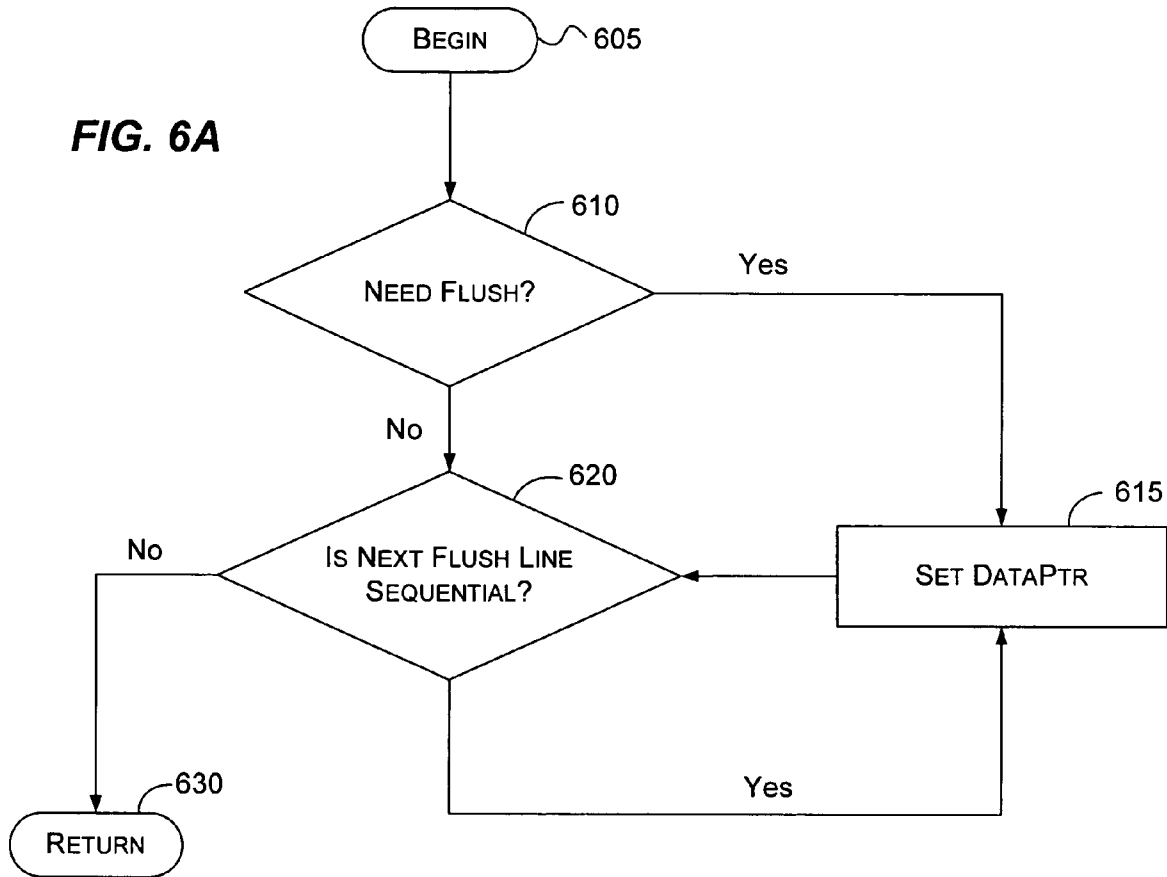 BEGIN
605
FIG. 6A
610
NEED FLUSH?
Yes
No
620
615
No
IS NEXT FLUSH LINE
SEQUENTIAL?
SET DATAPTR
630
Yes
RETURN